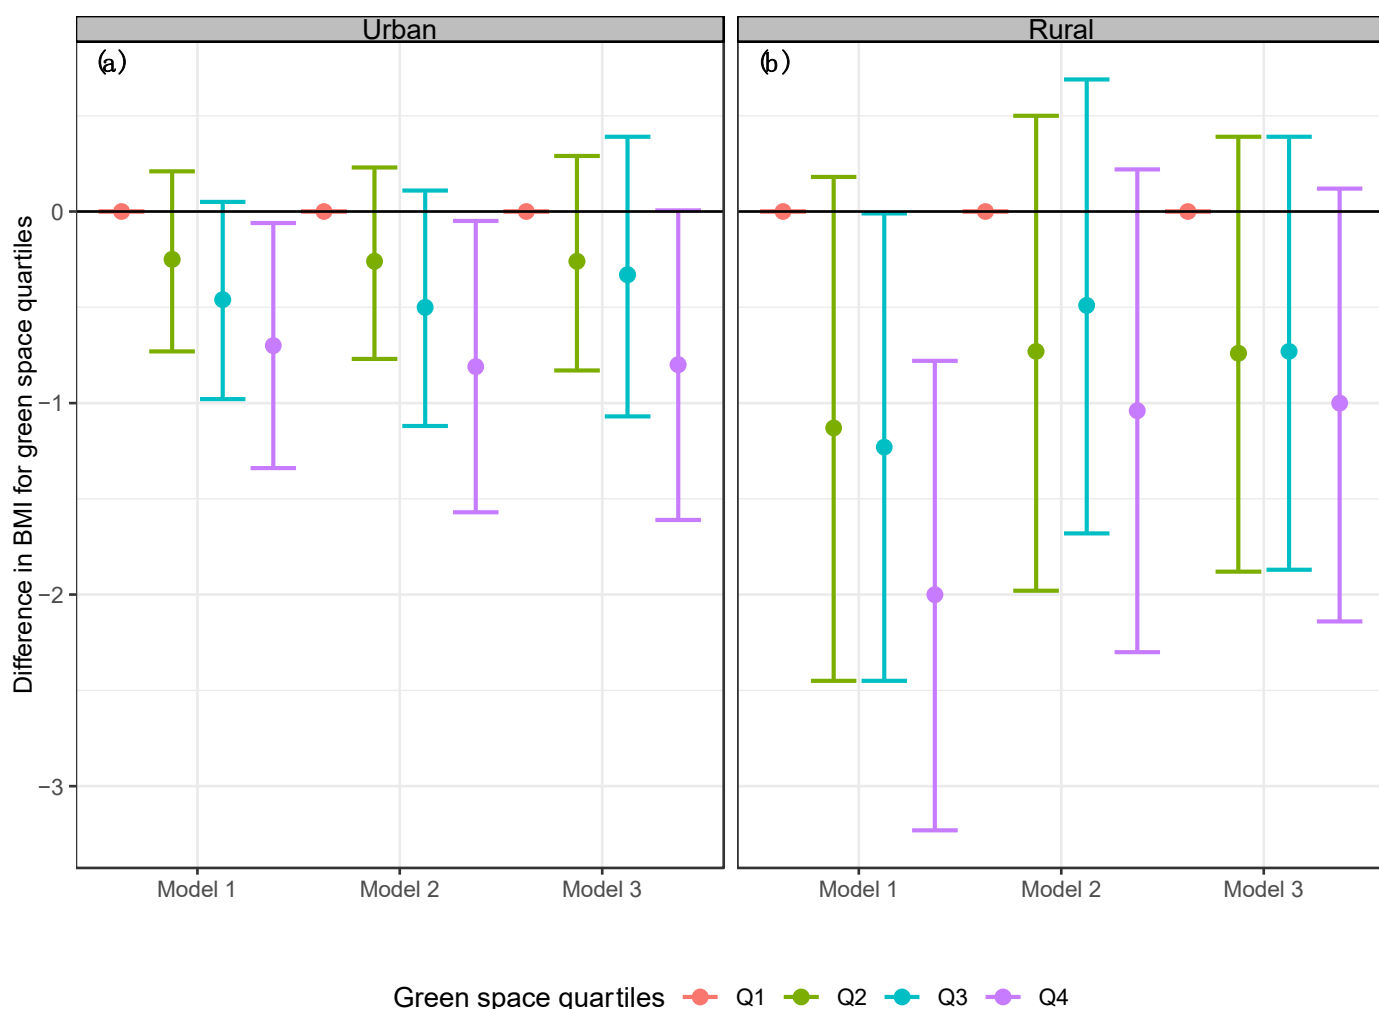 Urban
Rural
(a)
(b)
Difference in BMI for green space quartiles
0
−1
−2
−3
Model 1
Model 2
Model 3
Model 1
Model 2
Model 3
Green space quartiles Q1 Q2 Q3 Q4